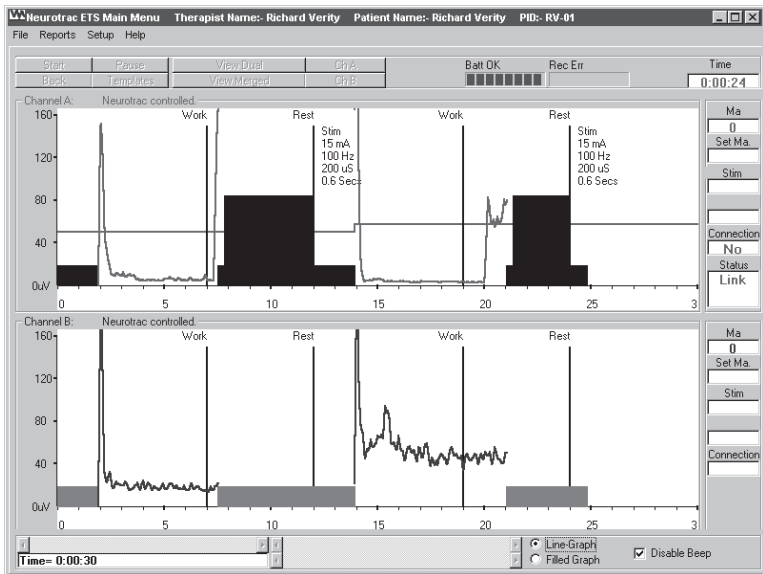 Neurotrac ETS Main Menu Therapist Name:- Richard Verity Patient Name:- Richard Verity PID:- RV-01
File Reports Setup Help
Start Pause View Dual Ch A Batt OK Rec Err Time
Back Templates View Merged Ch B 0:00:24
Channel A: Neurotrac controlled.
160 Work Rest Work Rest
Stim Stim
15 mA 15 mA
120 100 Hz 100 Hz
200 uS 200 uS
80 0.6 Secs 0.6 Secs
40
0uV
0 5 10 15 20 25 3
Ma
0
Set Ma.
Stim
Connection
No
Status
Link
Channel B: Neurotrac controlled.
160 Work Rest Work Rest
120
80
40
0uV
0 5 10 15 20 25 3
Ma
0
Set Ma.
Stim
Connection
Time= 0:00:30
Line-Graph
Filled Graph
Disable Beep